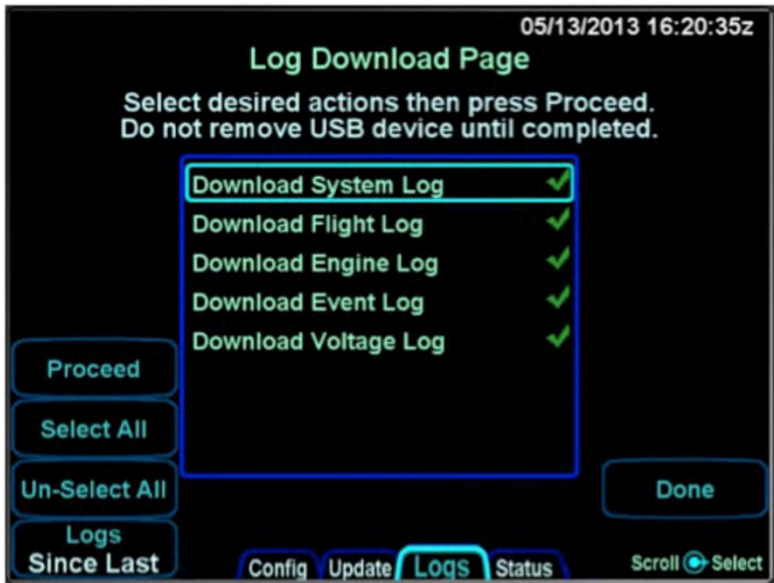 05/13/2013 16:20:35z
Log Download Page
Select desired actions then press Proceed.
Do not remove USB device until completed.
Download System Log
Download Flight Log
Download Engine Log
Download Event Log
Download Voltage Log
Proceed
Select All
Un-Select All
Done
Logs
Since Last
Config
Update
Logs
Status
Scroll
Select